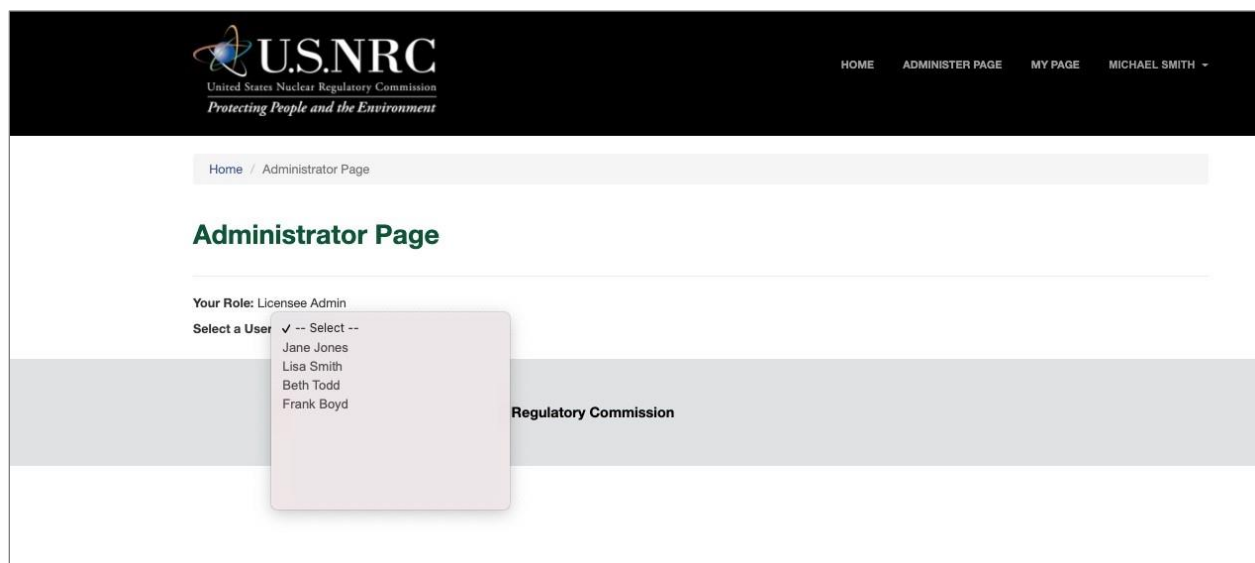 U.S.NRC
United States Nuclear Regulatory Commission
Protecting People and the Environment
HOME ADMINISTER PAGE MY PAGE MICHAEL SMITH
Home / Administrator Page
Administrator Page
Your Role: Licensee Admin
Select a User
✓ -- Select --
Jane Jones
Lisa Smith
Beth Todd
Frank Boyd
Regulatory Commission